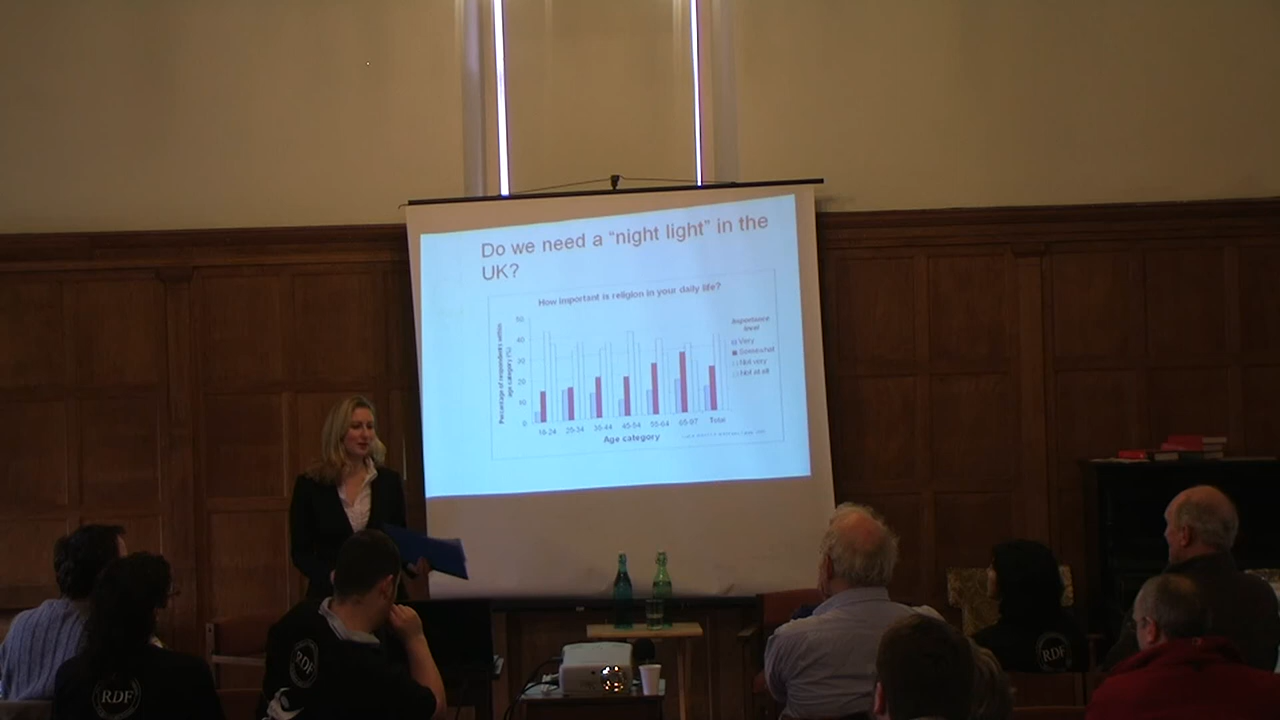 Do we need a "night light" in the
UK?
How important is religion in your daily life?
Percentage of respondents within
age category (%)
50
40
30
20
10
0
18-24 25-34 35-44 45-54 55-64 65-97 Total
Age category
Importance
level
Very
Somewhat
Not very
Not at all
RDF
RDF
RDF